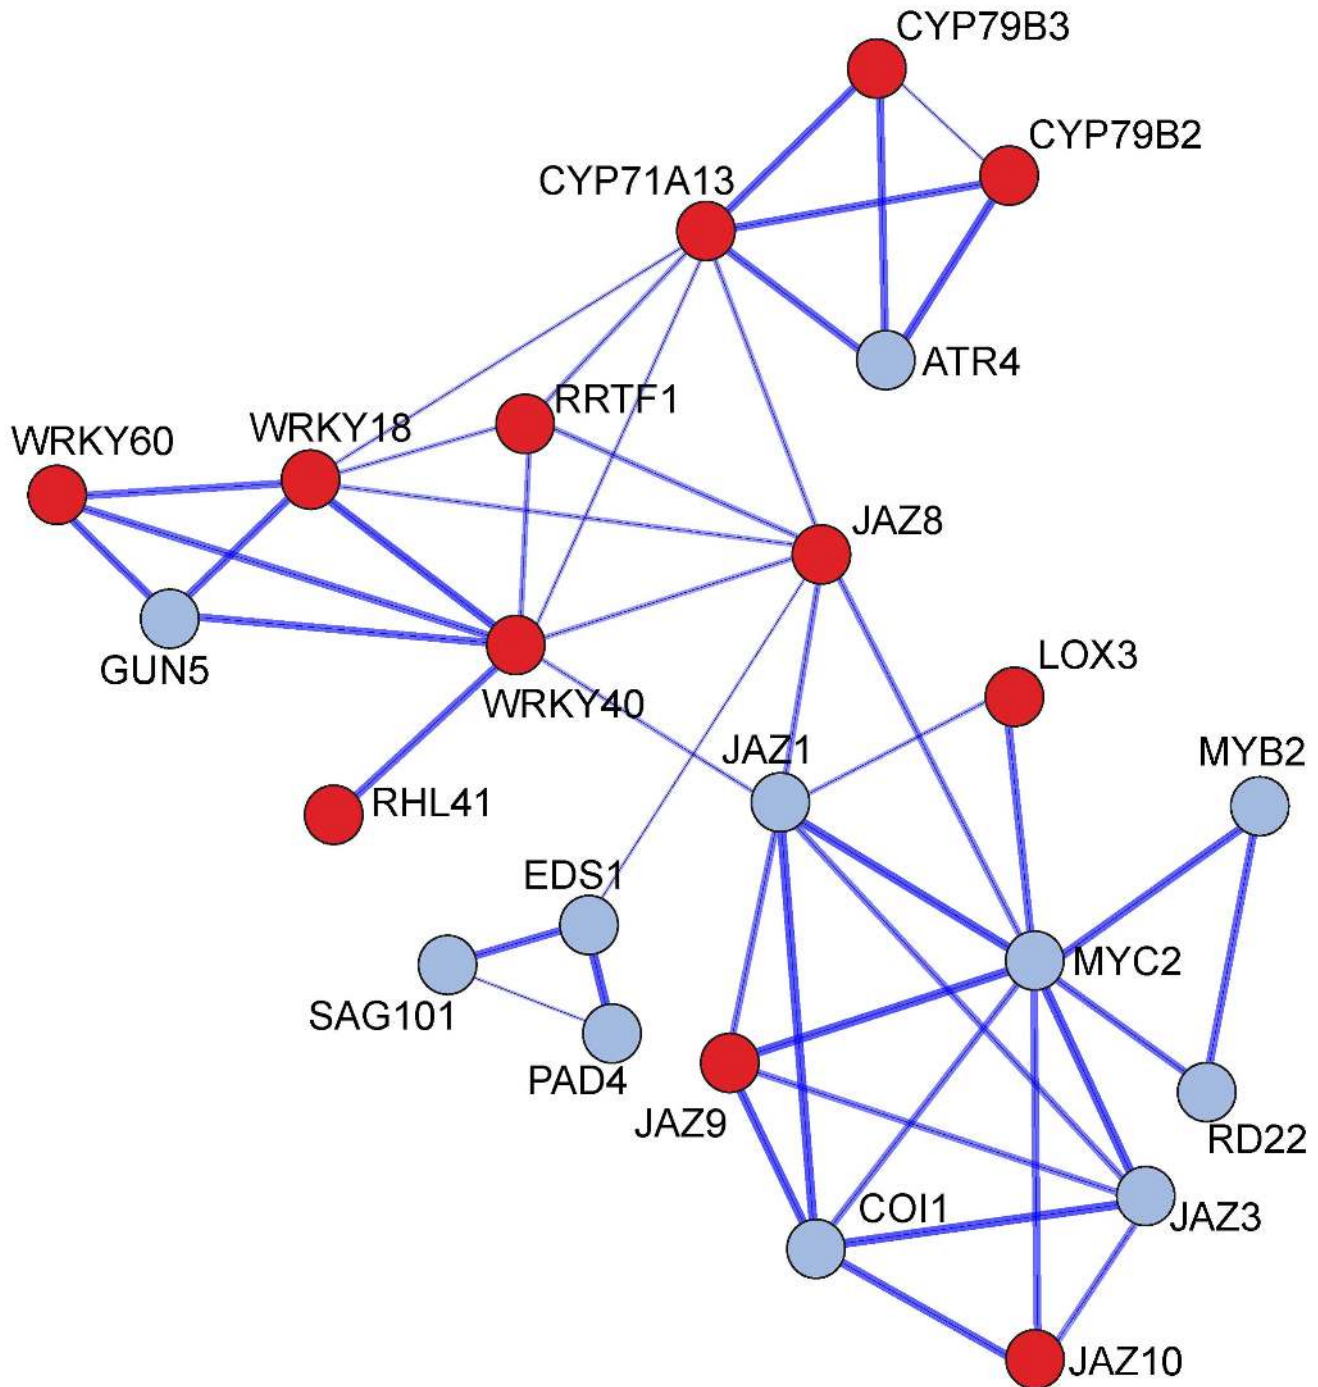 CYP79B3
CYP79B2
CYP71A13
ATR4
RRTF1
WRKY18
WRKY60
JAZ8
GUN5
LOX3
WRKY40
JAZ1
MYB2
RHL41
EDS1
MYC2
SAG101
PAD4
JAZ9
RD22
COI1
JAZ3
JAZ10